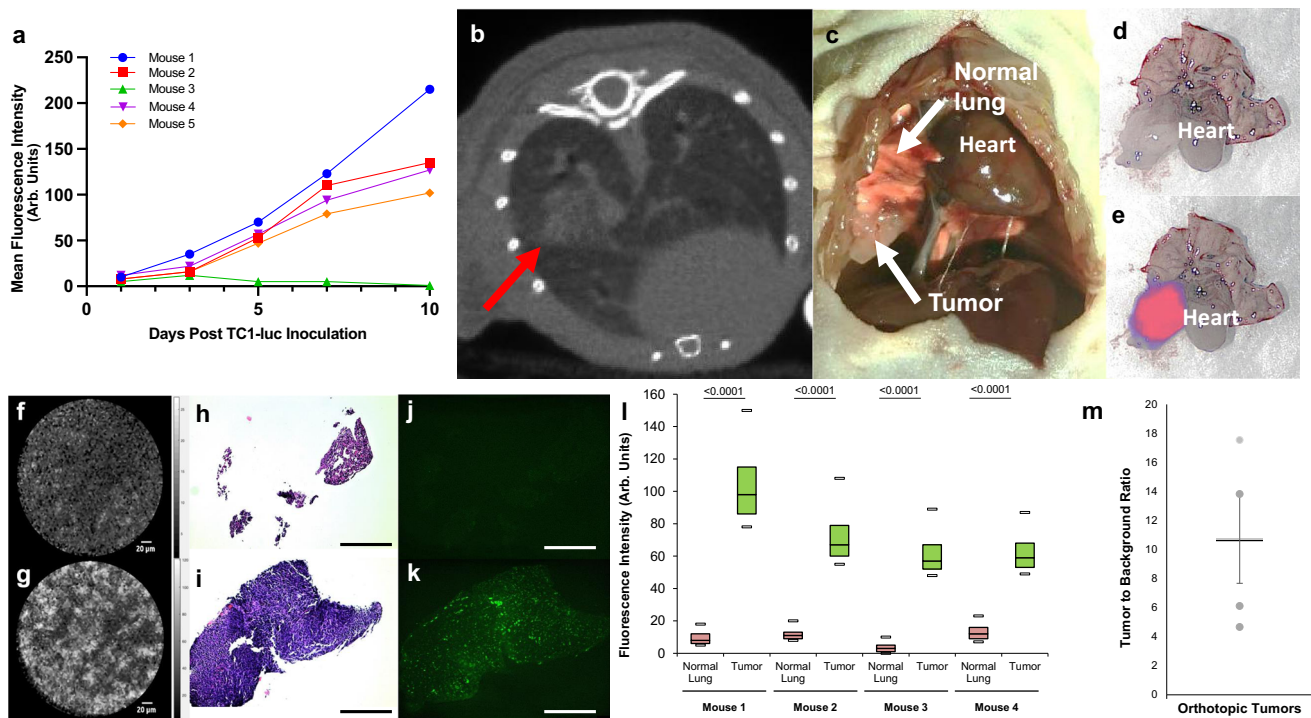 a
250
200
150
100
50
0
Mean Fluorescence Intensity
(Arb. Units)
Mouse 1
Mouse 2
Mouse 3
Mouse 4
Mouse 5
0
5
10
Days Post TC1-luc Inoculation
b
c
Normal
lung
Heart
Tumor
d
Heart
e
Heart
f
20 µm
g
20 µm
h
i
j
k
l
<0.0001 <0.0001 <0.0001 <0.0001
160
140
120
100
80
60
40
20
0
Fluorescence Intensity (Arb. Units)
Normal Tumor Normal Tumor Normal Tumor Normal Tumor
Lung Lung Lung Lung
Mouse 1 Mouse 2 Mouse 3 Mouse 4
m
20
18
16
14
12
10
8
6
4
2
0
Tumor to Background Ratio
Orthotopic Tumors